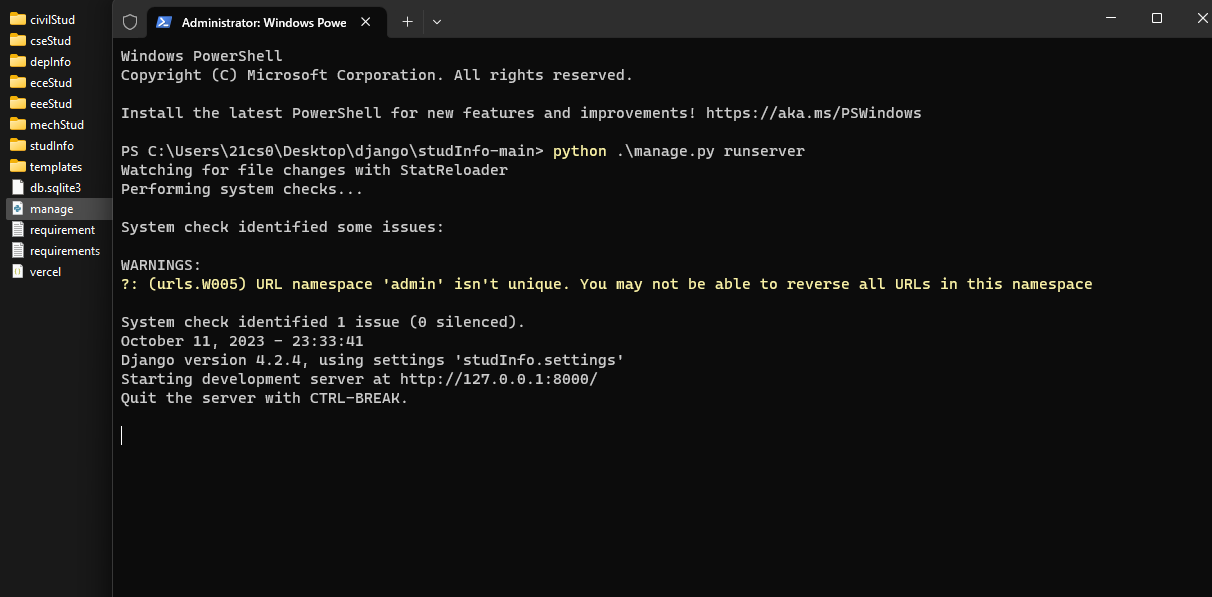 civilStud
cseStud
depInfo
eceStud
eeeStud
mechStud
studInfo
templates
db.sqlite3
manage
requirement
requirements
vercel
Administrator: Windows Powe
Windows PowerShell
Copyright (C) Microsoft Corporation. All rights reserved.
Install the latest PowerShell for new features and improvements! https://aka.ms/PSWindows
PS C:\Users\21cs0\Desktop\django\studInfo-main> python .\manage.py runserver
Watching for file changes with StatReloader
Performing system checks...
System check identified some issues:
WARNINGS:
?: (urls.W005) URL namespace 'admin' isn't unique. You may not be able to reverse all URLs in this namespace
System check identified 1 issue (0 silenced).
October 11, 2023 - 23:33:41
Django version 4.2.4, using settings 'studInfo.settings'
Starting development server at http://127.0.0.1:8000/
Quit the server with CTRL-BREAK.